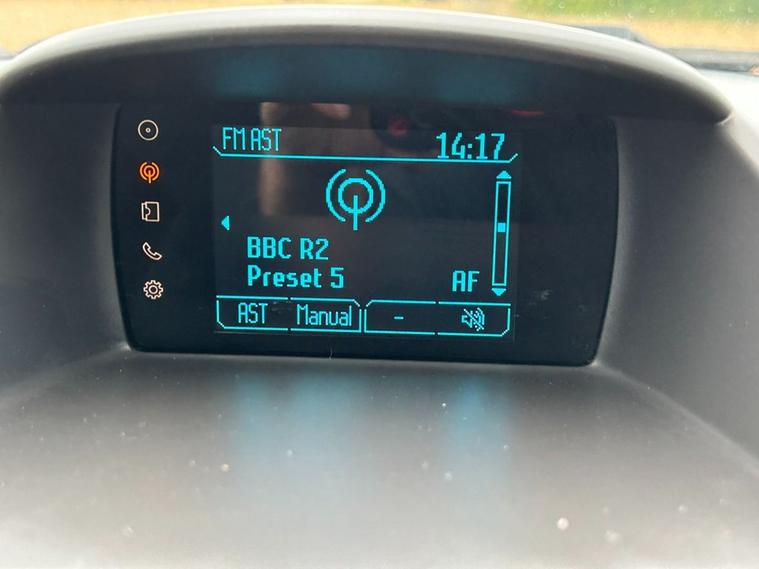 FM AST 14:17
BBC R2
Preset 5 AF
AST Manual -